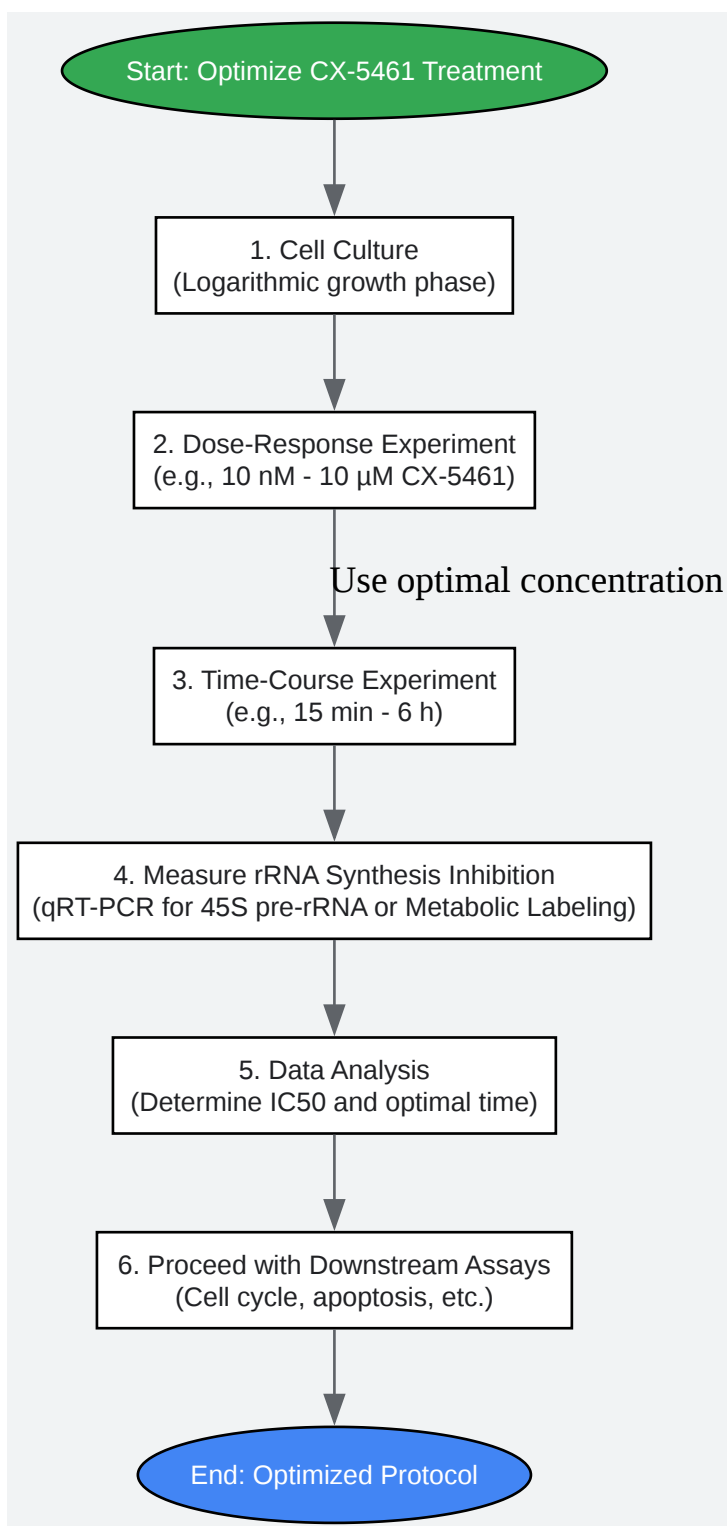 Start: Optimize CX-5461 Treatment
1. Cell Culture
(Logarithmic growth phase)
2. Dose-Response Experiment
(e.g., 10 nM - 10 µM CX-5461)
Use optimal concentration
3. Time-Course Experiment
(e.g., 15 min - 6 h)
4. Measure rRNA Synthesis Inhibition
(qRT-PCR for 45S pre-rRNA or Metabolic Labeling)
5. Data Analysis
(Determine IC50 and optimal time)
6. Proceed with Downstream Assays
(Cell cycle, apoptosis, etc.)
End: Optimized Protocol